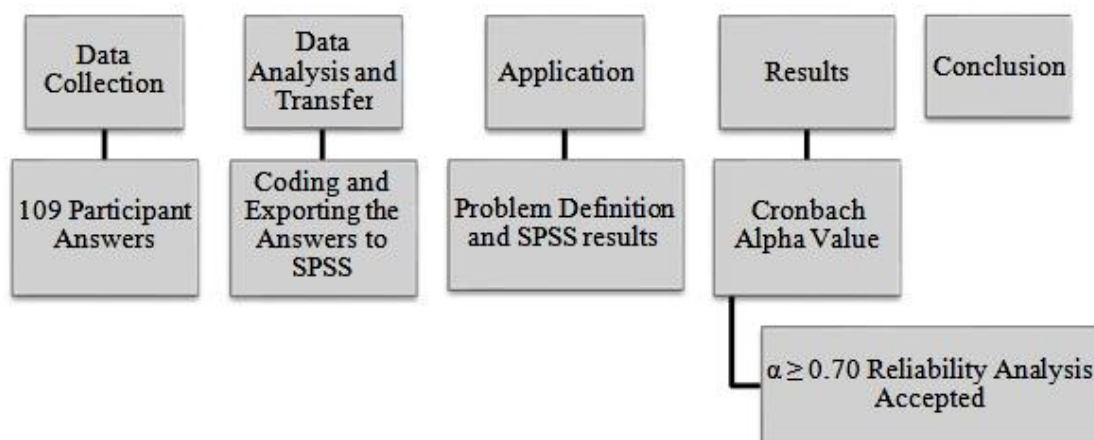 Data
Collection
Data
Analysis and
Transfer
Application
Results
Conclusion
109 Participant
Answers
Coding and
Exporting the
Answers to
SPSS
Problem Definition
and SPSS results
Cronbach
Alpha Value
α ≥ 0.70 Reliability Analysis
Accepted